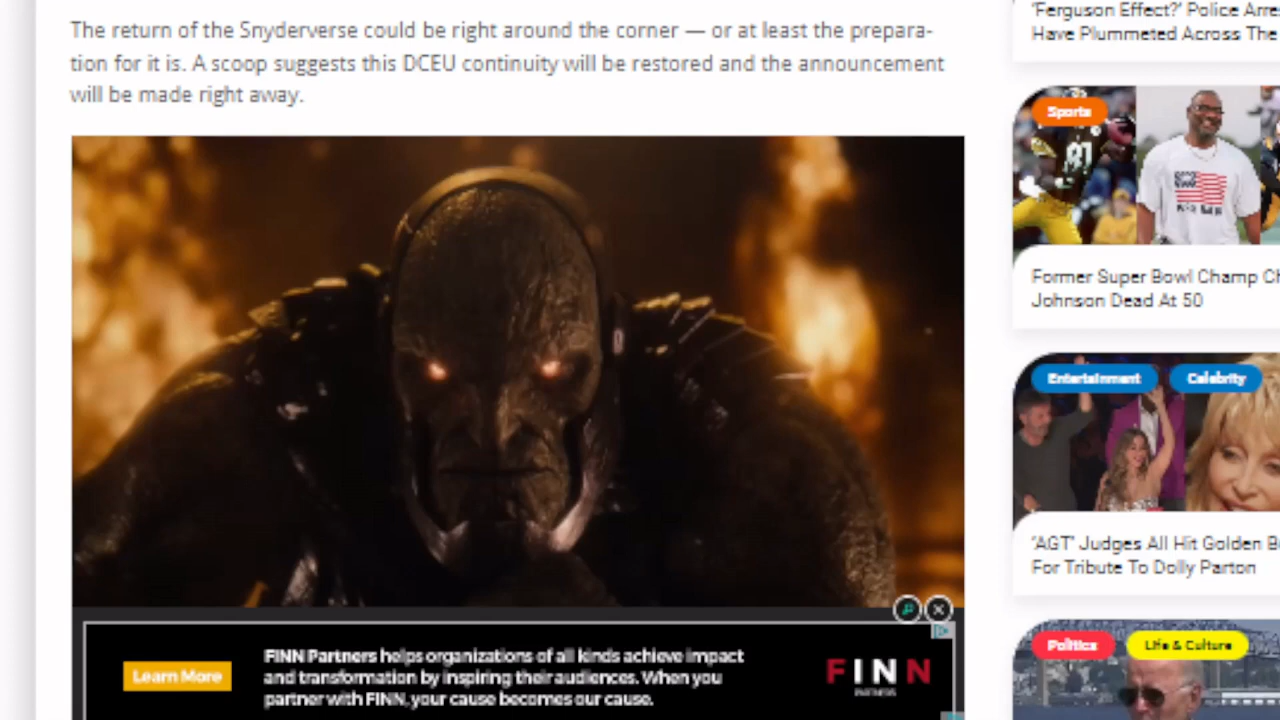 The return of the Snyderverse could be right around the corner — or at least the prepara-
tion for it is. A scoop suggests this DCEU continuity will be restored and the announcement
will be made right away.
Learn More
FINN Partners helps organizations of all kinds achieve impact
and transformation by inspiring their audiences. When you
partner with FINN, your cause becomes our cause.
FINN
PARTNERS
'Ferguson Effect?' Police Arre
Have Plummeted Across The
Sports
81
Former Super Bowl Champ Ch
Johnson Dead At 50
Entertainment
Celebrity
'AGT' Judges All Hit Golden B
For Tribute To Dolly Parton
Politics
Life & Culture